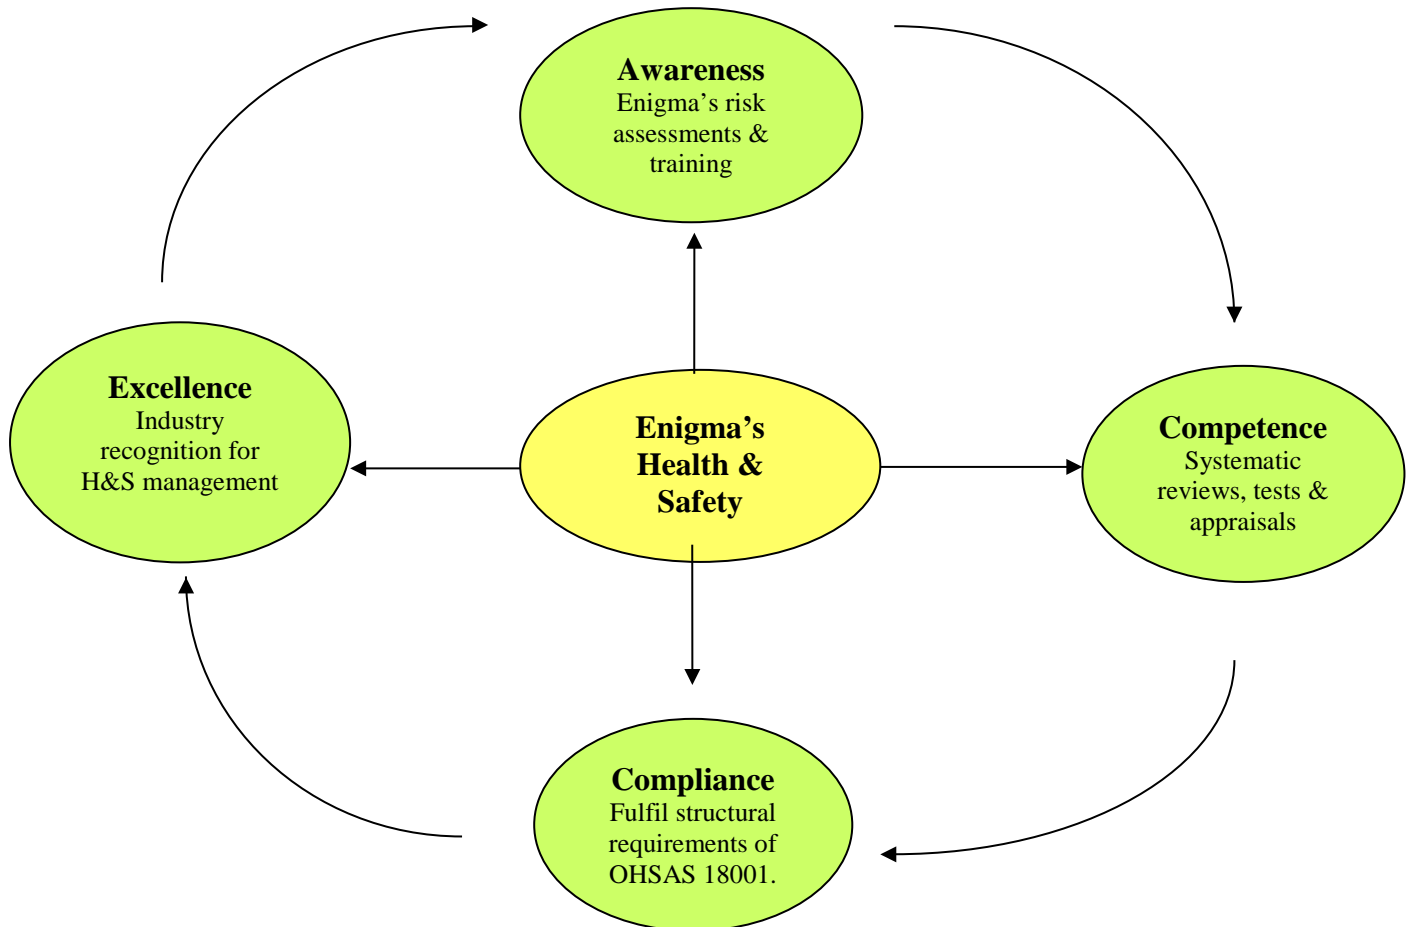 Awareness
Enigma’s risk
assessments &
training
Excellence
Industry
recognition for
H&S management
Enigma’s
Health &
Safety
Competence
Systematic
reviews, tests &
appraisals
Compliance
Fulfil structural
requirements of
OHSAS 18001.